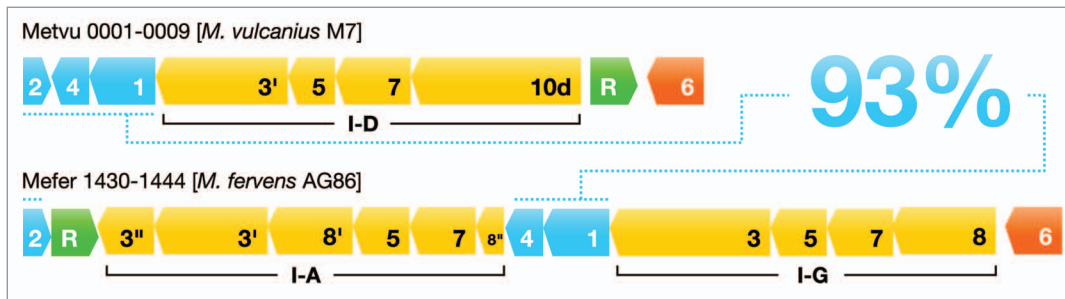 Metvu 0001-0009 [M. vulcanius M7]
2 4 1 3' 5 7 10d R 6
93%
I-D
Mefer 1430-1444 [M. fervens AG86]
2 R 3" 3' 8' 5 7 8" 4 1 3 5 7 8 6
I-A I-G